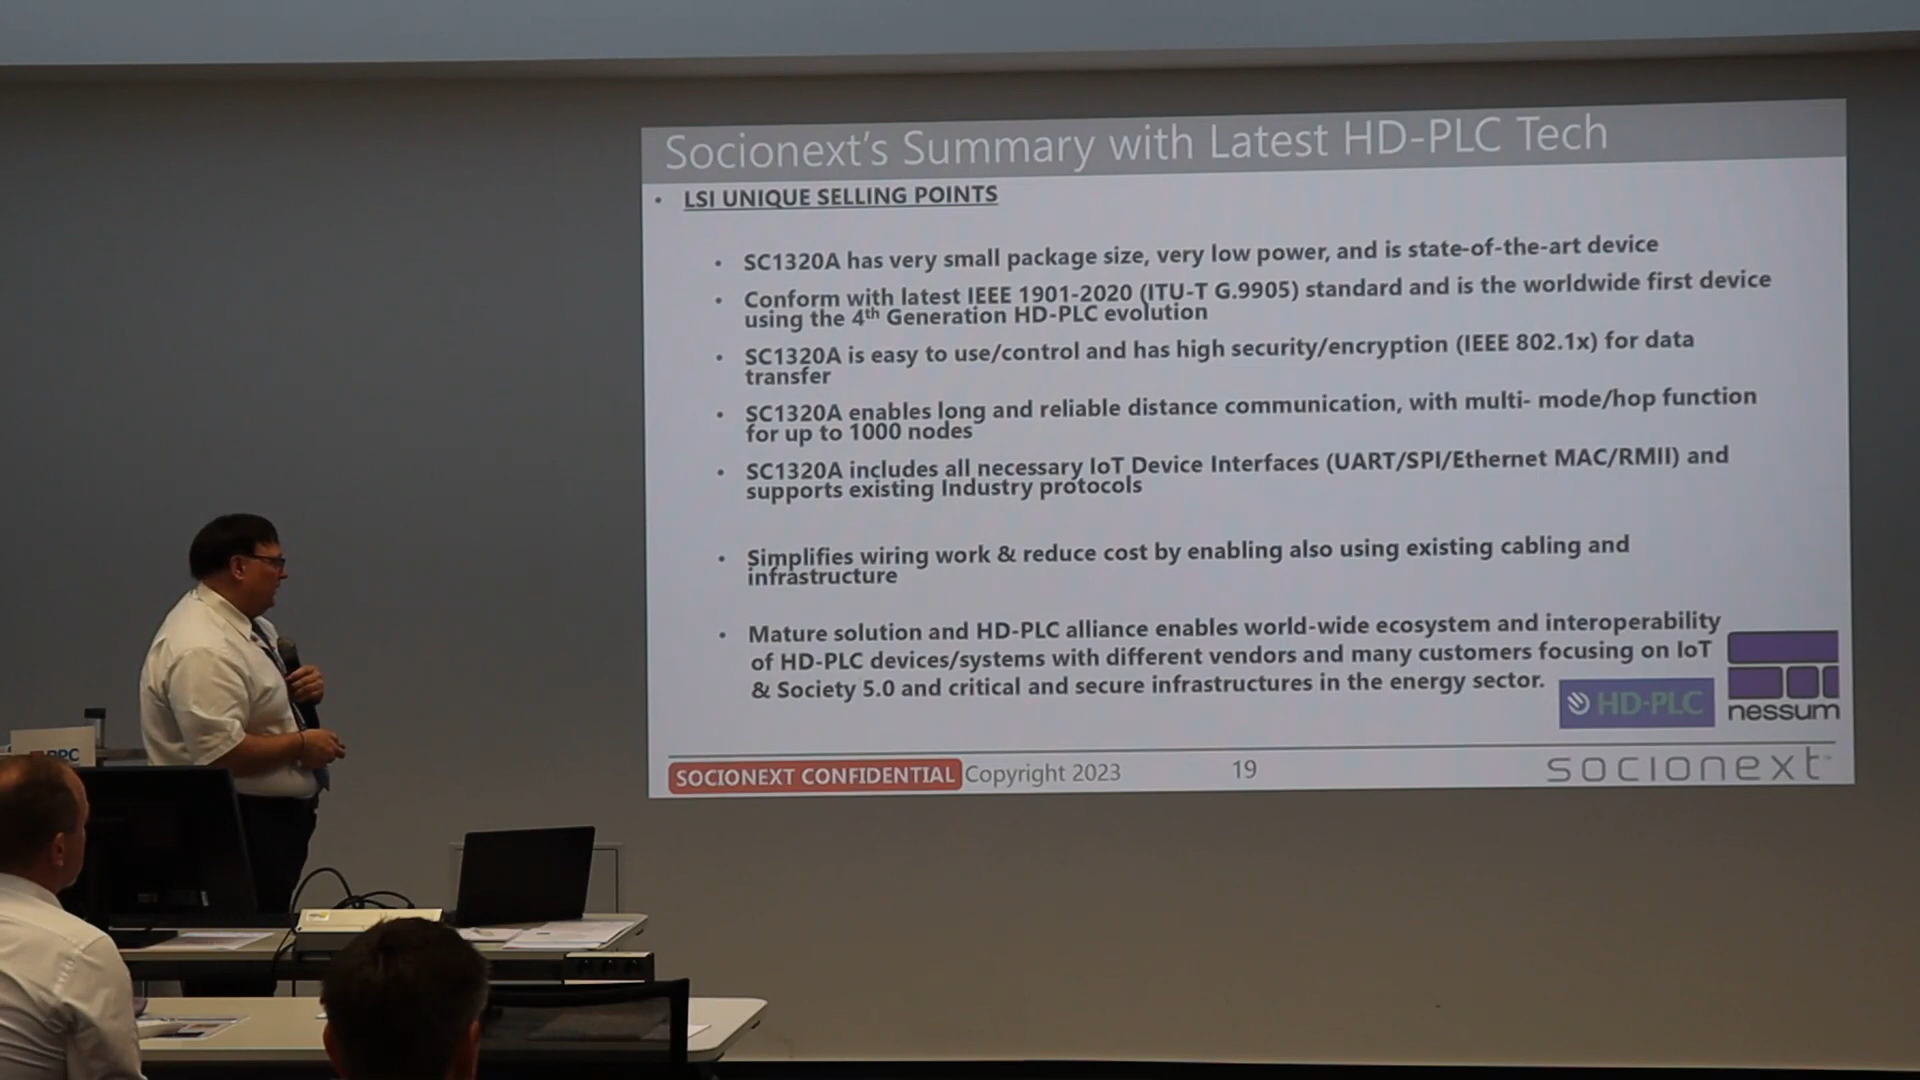 Socionext's Summary with Latest HD-PLC Tech
• LSI UNIQUE SELLING POINTS
• SC1320A has very small package size, very low power, and is state-of-the-art device
• Conform with latest IEEE 1901-2020 (ITU-T G.9905) standard and is the worldwide first device
using the 4th Generation HD-PLC evolution
• SC1320A is easy to use/control and has high security/encryption (IEEE 802.1x) for data
transfer
• SC1320A enables long and reliable distance communication, with multi- mode/hop function
for up to 1000 nodes
• SC1320A includes all necessary IoT Device Interfaces (UART/SPI/Ethernet MAC/RMII) and
supports existing Industry protocols
• Simplifies wiring work & reduce cost by enabling also using existing cabling and
infrastructure
• Mature solution and HD-PLC alliance enables world-wide ecosystem and interoperability
of HD-PLC devices/systems with different vendors and many customers focusing on IoT
& Society 5.0 and critical and secure infrastructures in the energy sector.
HD-PLC
nessum
SOCIONEXT CONFIDENTIAL Copyright 2023 19
socionext™